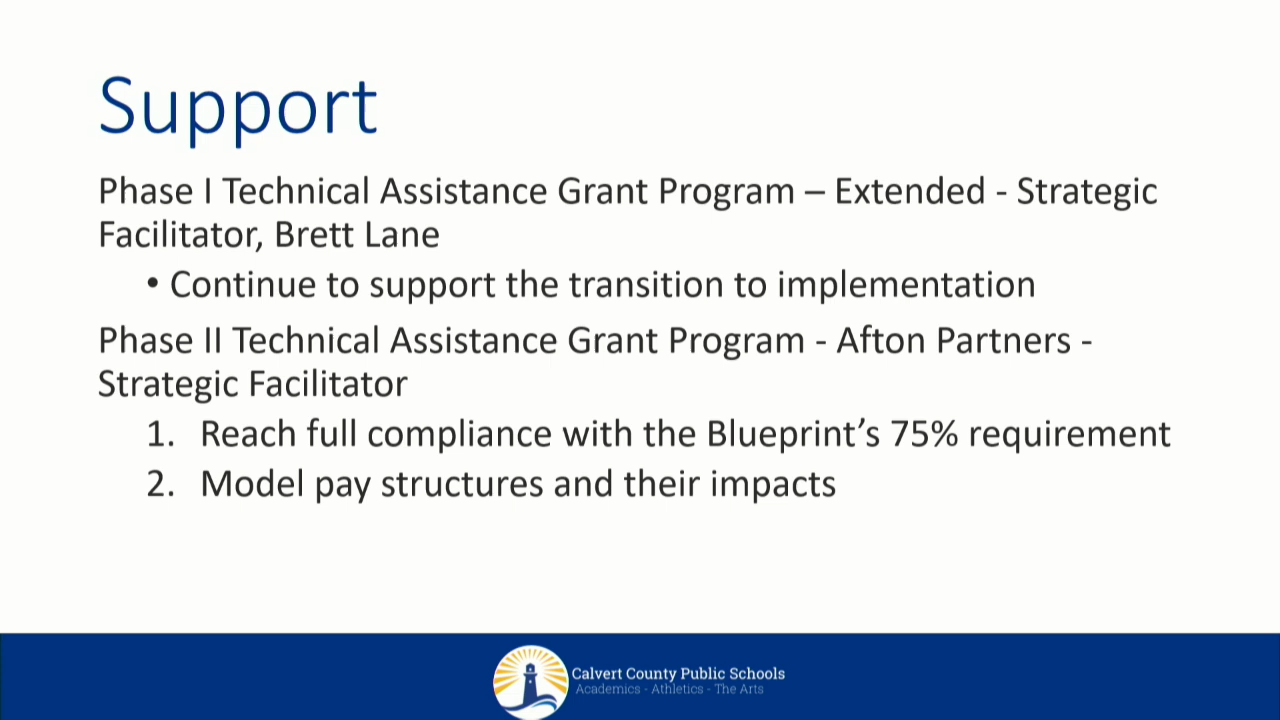 Support
Phase I Technical Assistance Grant Program – Extended - Strategic
Facilitator, Brett Lane
• Continue to support the transition to implementation
Phase II Technical Assistance Grant Program - Afton Partners -
Strategic Facilitator
1. Reach full compliance with the Blueprint’s 75% requirement
2. Model pay structures and their impacts
Calvert County Public Schools
Academics - Athletics - The Arts